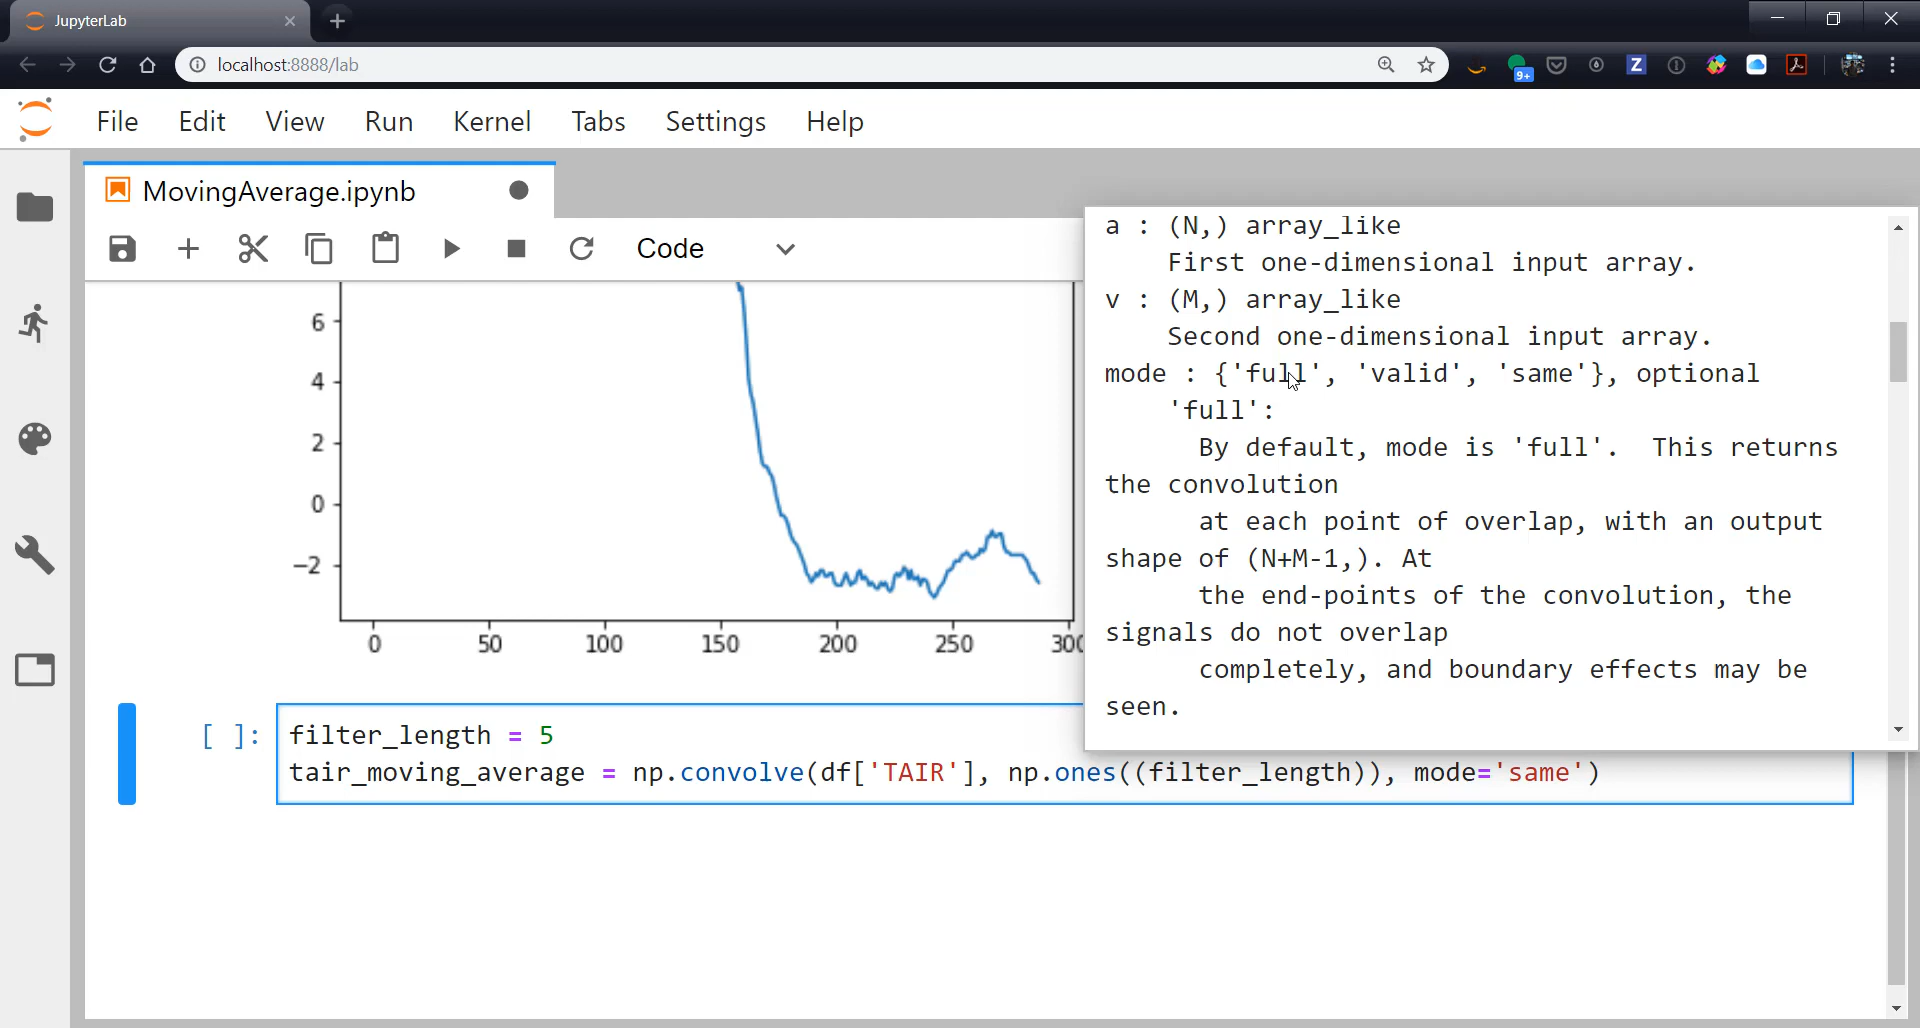 JupyterLab
localhost:8888/lab
9+
Z
File Edit View Run Kernel Tabs Settings Help
MovingAverage.ipynb
Code
6
4
2
0
−2
0 50 100 150 200 250 300
a : (N,) array_like
First one-dimensional input array.
v : (M,) array_like
Second one-dimensional input array.
mode : {'full', 'valid', 'same'}, optional
'full':
By default, mode is 'full'.  This returns
the convolution
at each point of overlap, with an output
shape of (N+M-1,). At
the end-points of the convolution, the
signals do not overlap
completely, and boundary effects may be
seen.
[ ]: filter_length = 5
tair_moving_average = np.convolve(df['TAIR'], np.ones((filter_length)), mode='same')